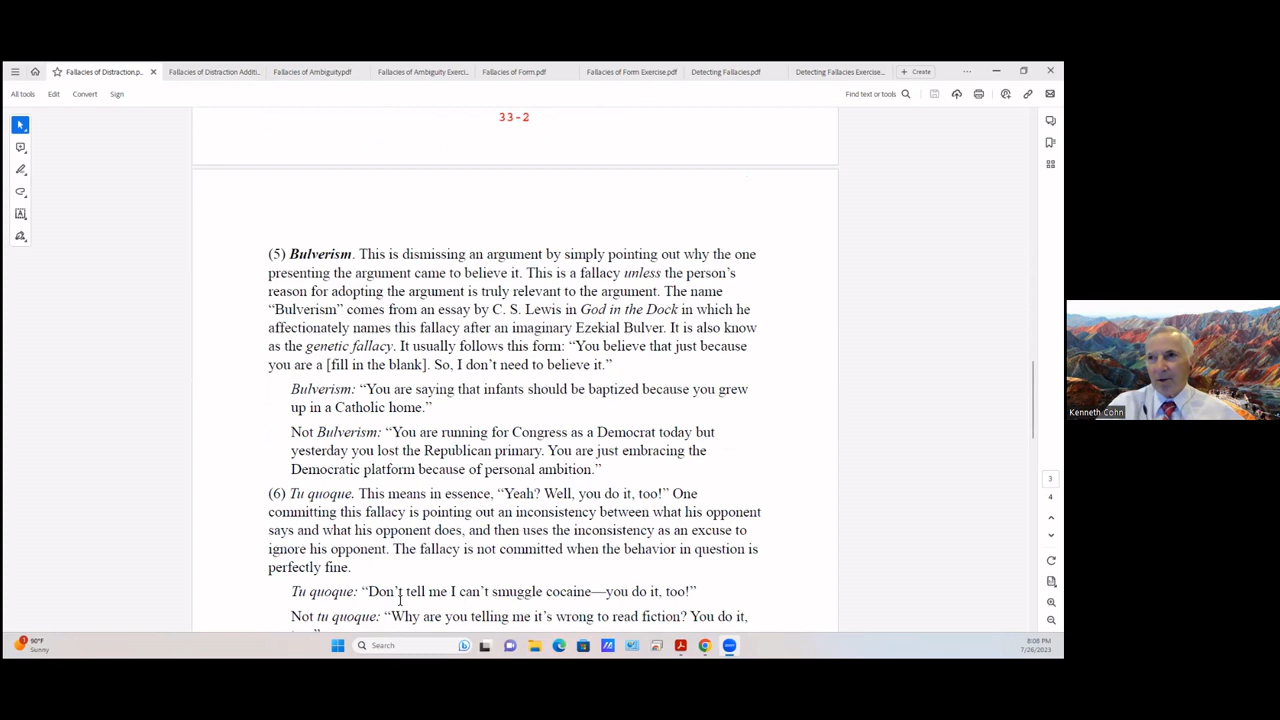 Fallacies of Distraction.p..
Fallacies of Distraction Additi...
Fallacies of Ambiguity.pdf
Fallacies of Ambiguity Exerci...
Fallacies of Form.pdf
Fallacies of Form Exercise.pdf
Detecting Fallacies.pdf
Detecting Fallacies Exercise...
+ Create
All tools Edit Convert Sign
Find text or tools
33-2
(5) Bulverism. This is dismissing an argument by simply pointing out why the one
presenting the argument came to believe it. This is a fallacy unless the person's
reason for adopting the argument is truly relevant to the argument. The name
“Bulverism” comes from an essay by C. S. Lewis in God in the Dock in which he
affectionately names this fallacy after an imaginary Ezekial Bulver. It is also know
as the genetic fallacy. It usually follows this form: “You believe that just because
you are a [fill in the blank]. So, I don't need to believe it.”
Bulverism: “You are saying that infants should be baptized because you grew
up in a Catholic home.”
Not Bulverism: “You are running for Congress as a Democrat today but
yesterday you lost the Republican primary. You are just embracing the
Democratic platform because of personal ambition.”
(6) Tu quoque. This means in essence, “Yeah? Well, you do it, too!” One
committing this fallacy is pointing out an inconsistency between what his opponent
says and what his opponent does, and then uses the inconsistency as an excuse to
ignore his opponent. The fallacy is not committed when the behavior in question is
perfectly fine.
Tu quoque: “Don't tell me I can't smuggle cocaine—you do it, too!”
Not tu quoque: “Why are you telling me it's wrong to read fiction? You do it,
3
4
Kenneth Cohn
90°F
Sunny
Search
8:08 PM
7/26/2023